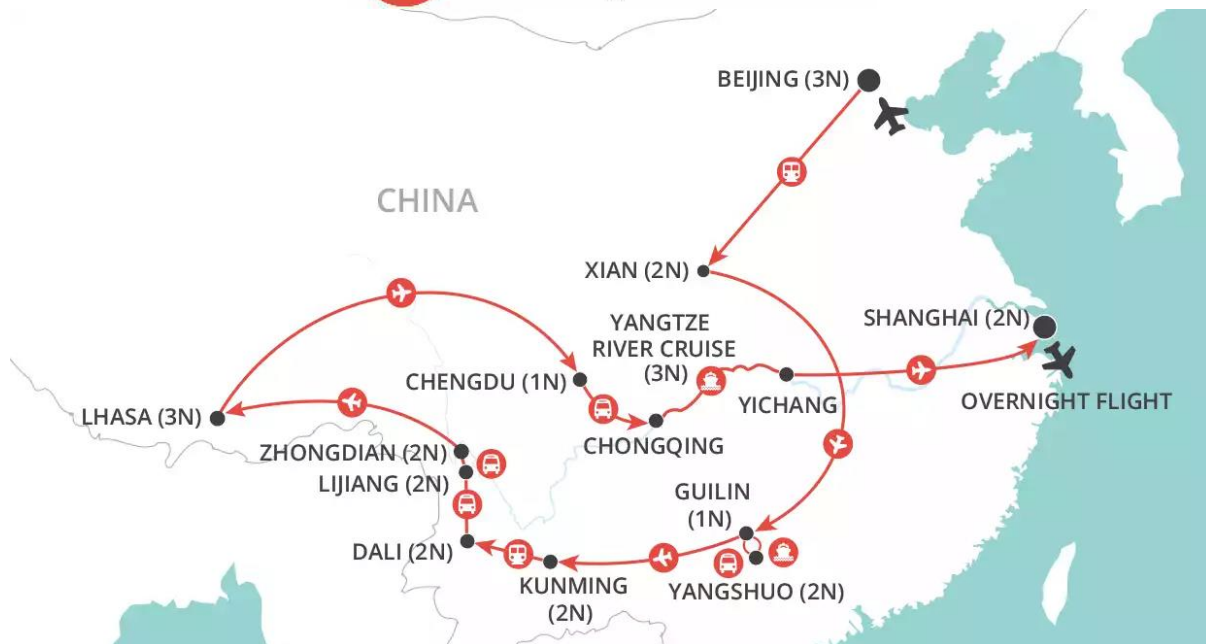 BEIJING (3N)
CHINA
XIAN (2N)
SHANGHAI (2N)
YANGTZE
RIVER CRUISE
(3N)
CHENGDU (1N)
YICHANG
OVERNIGHT FLIGHT
LHASA (3N)
CHONGQING
ZHONGDIAN (2N)
LIJIANG (2N)
GUILIN
(1N)
DALI (2N)
KUNMING
(2N)
YANGSHUO (2N)